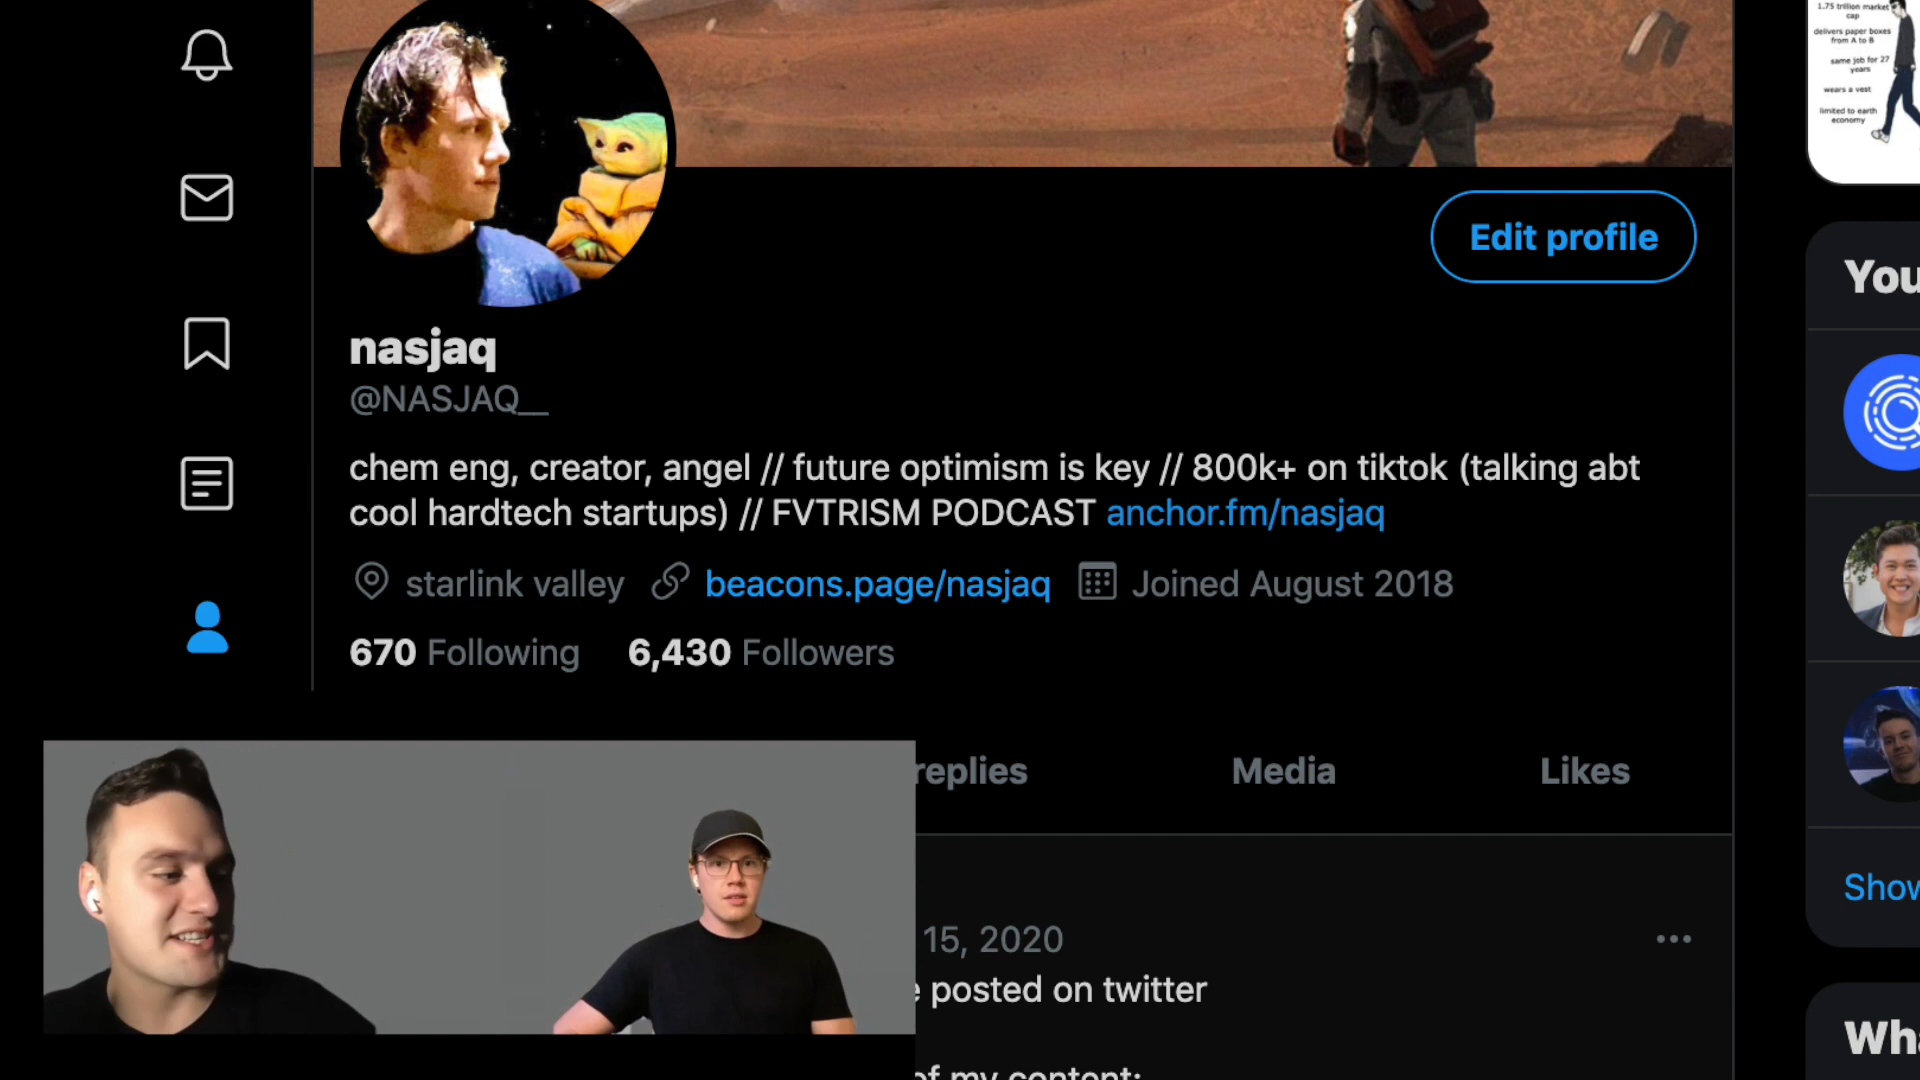 1.75 trillion market
cap
delivers paper boxes
from A to B
same job for 27
years
wears a vest
limited to earth
economy
Edit profile
nasjaq
@NASJAQ__
chem eng, creator, angel // future optimism is key // 800k+ on tiktok (talking abt
cool hardtech startups) // FVTRISM PODCAST anchor.fm/nasjaq
starlink valley beacons.page/nasjaq Joined August 2018
670 Following 6,430 Followers
replies Media Likes
15, 2020
posted on twitter
of my content:
You
Show